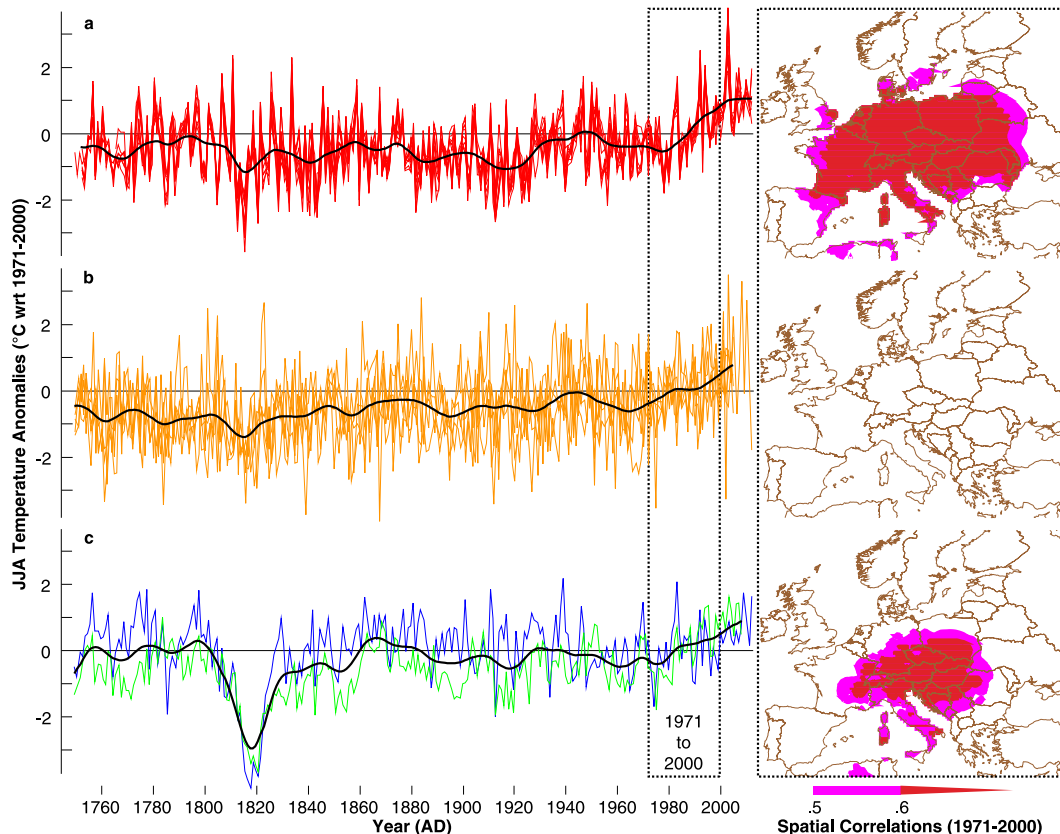 a
2
0
-2
b
2
0
-2
c
2
0
-2
JJA Temperature Anomalies (°C wrt 1971-2000)
1971
to
2000
1760 1780 1800 1820 1840 1860 1880 1900 1920 1940 1960 1980 2000
Year (AD)
.5 .6
Spatial Correlations (1971-2000)